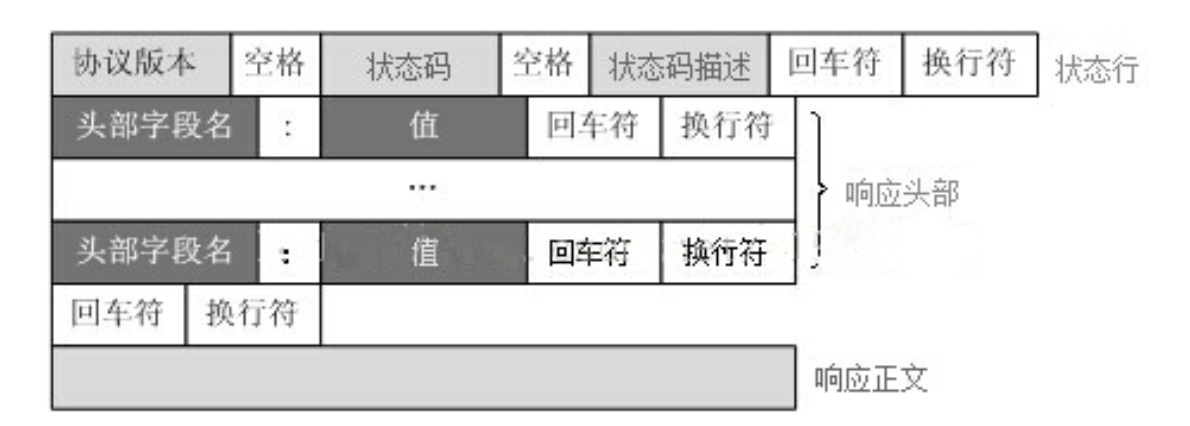 协议版本 空格 状态码 空格 状态码描述 回车符 换行符 状态行
头部字段名 : 值 回车符 换行符
... 响应头部
头部字段名 : 值 回车符 换行符
回车符 换行符
响应正文